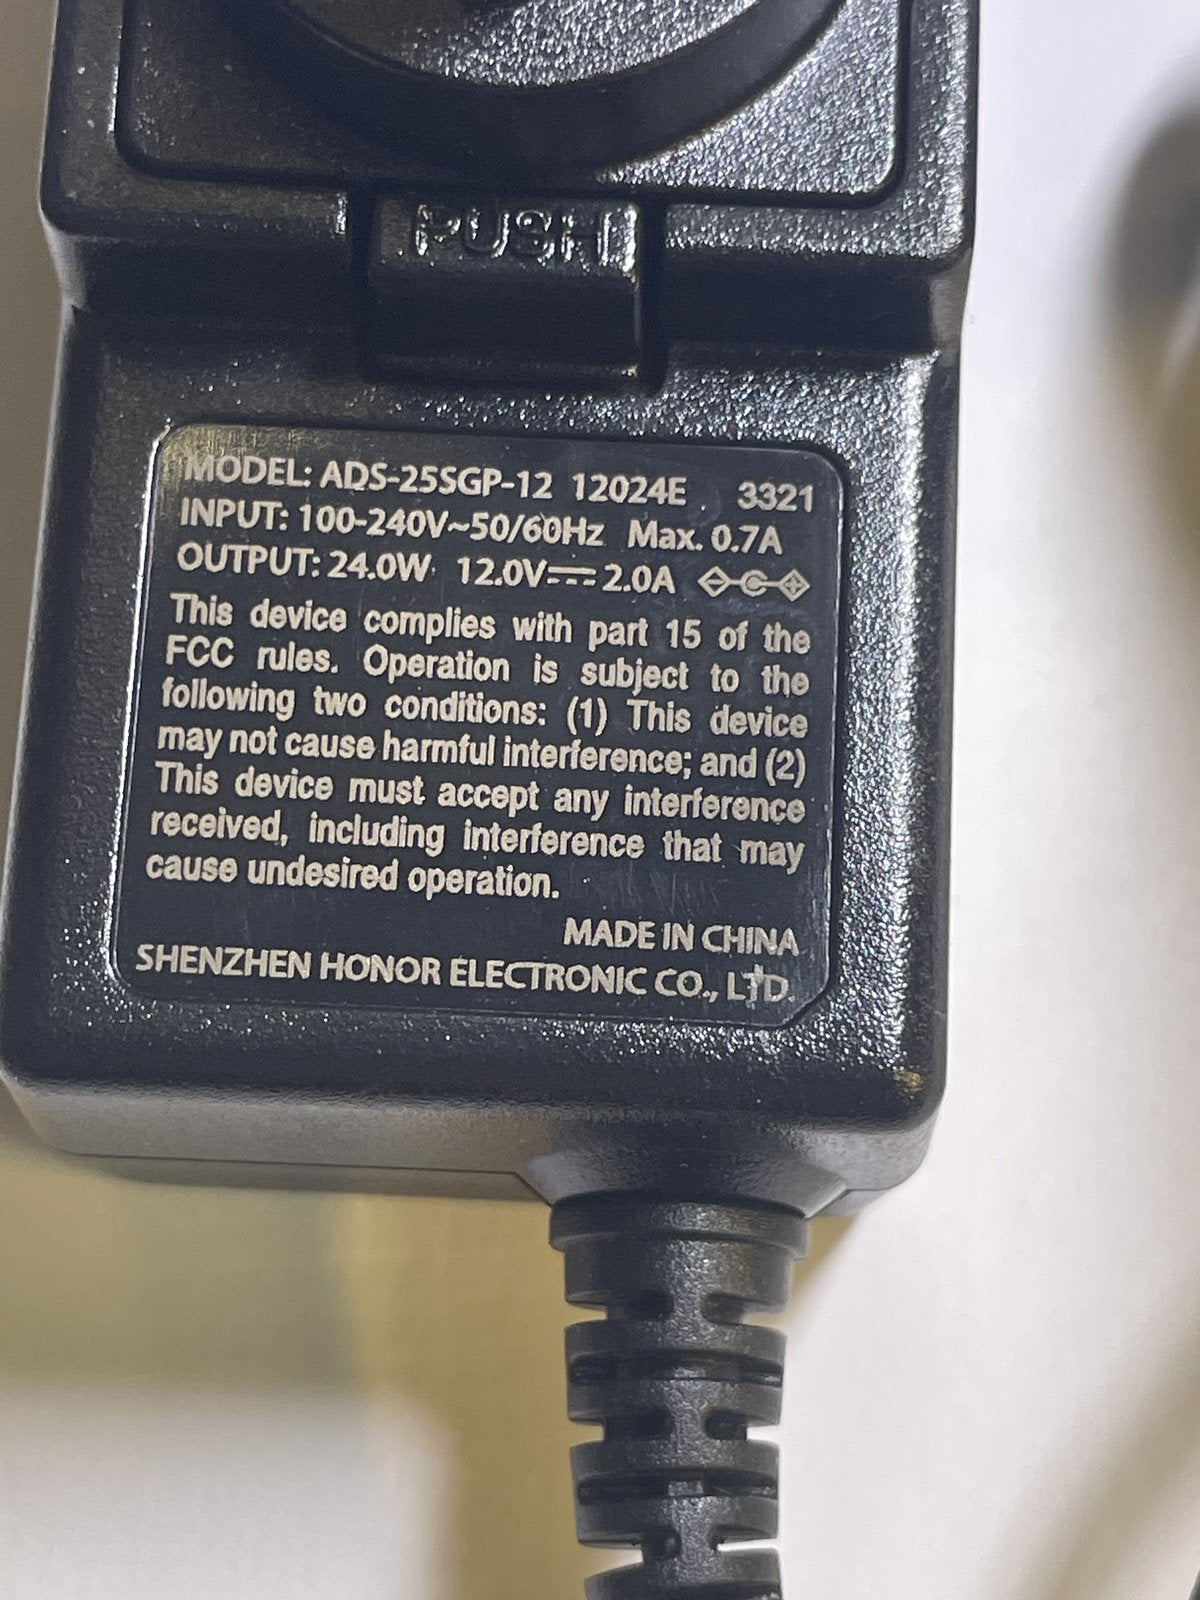 PUSH
MODEL: ADS-25SGP-12 12024E 3321
INPUT: 100-240V~50/60Hz Max. 0.7A
OUTPUT: 24.0W 12.0V⎓2.0A
This device complies with part 15 of the
FCC rules. Operation is subject to the
following two conditions: (1) This device
may not cause harmful interference; and (2)
This device must accept any interference
received, including interference that may
cause undesired operation.
MADE IN CHINA
SHENZHEN HONOR ELECTRONIC CO., LTD.